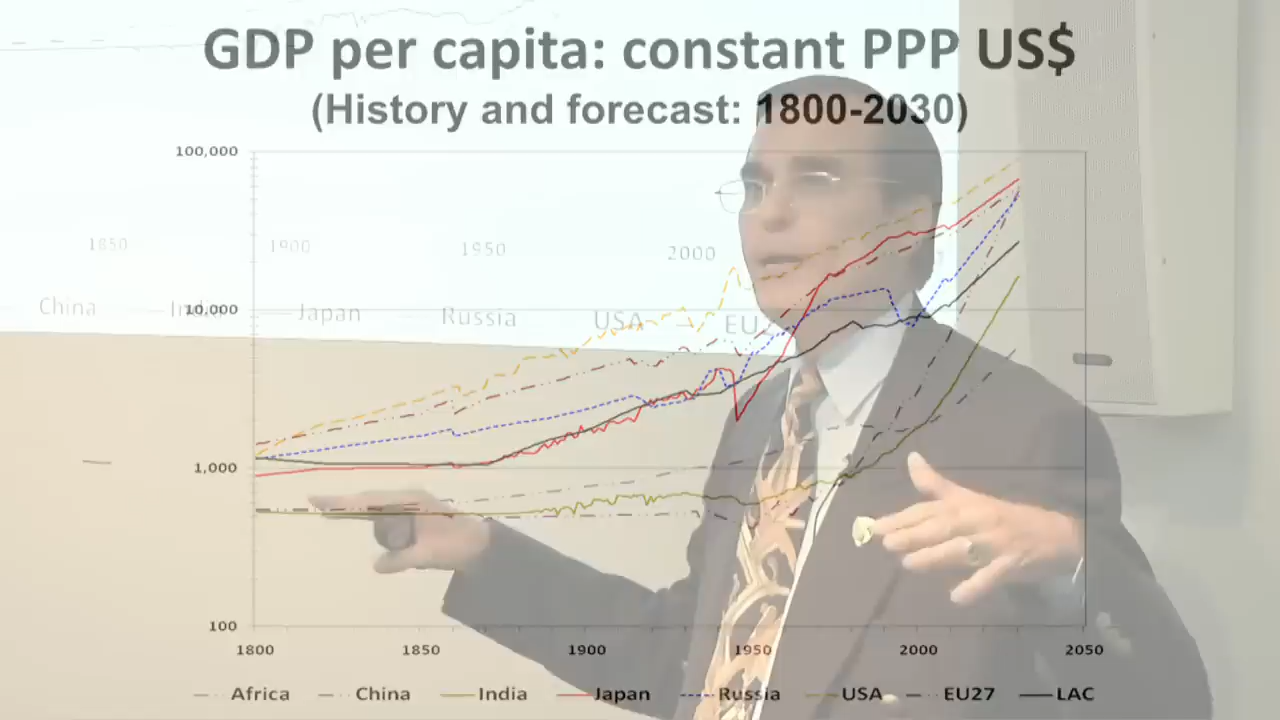 GDP per capita: constant PPP US$
(History and forecast: 1800-2030)
100,000
1850 1900 1950 2000
China Japan Russia USA
10,000
1,000
100
1800 1850 1900 1950 2000 2050
Africa China India Japan Russia USA EU27 LAC